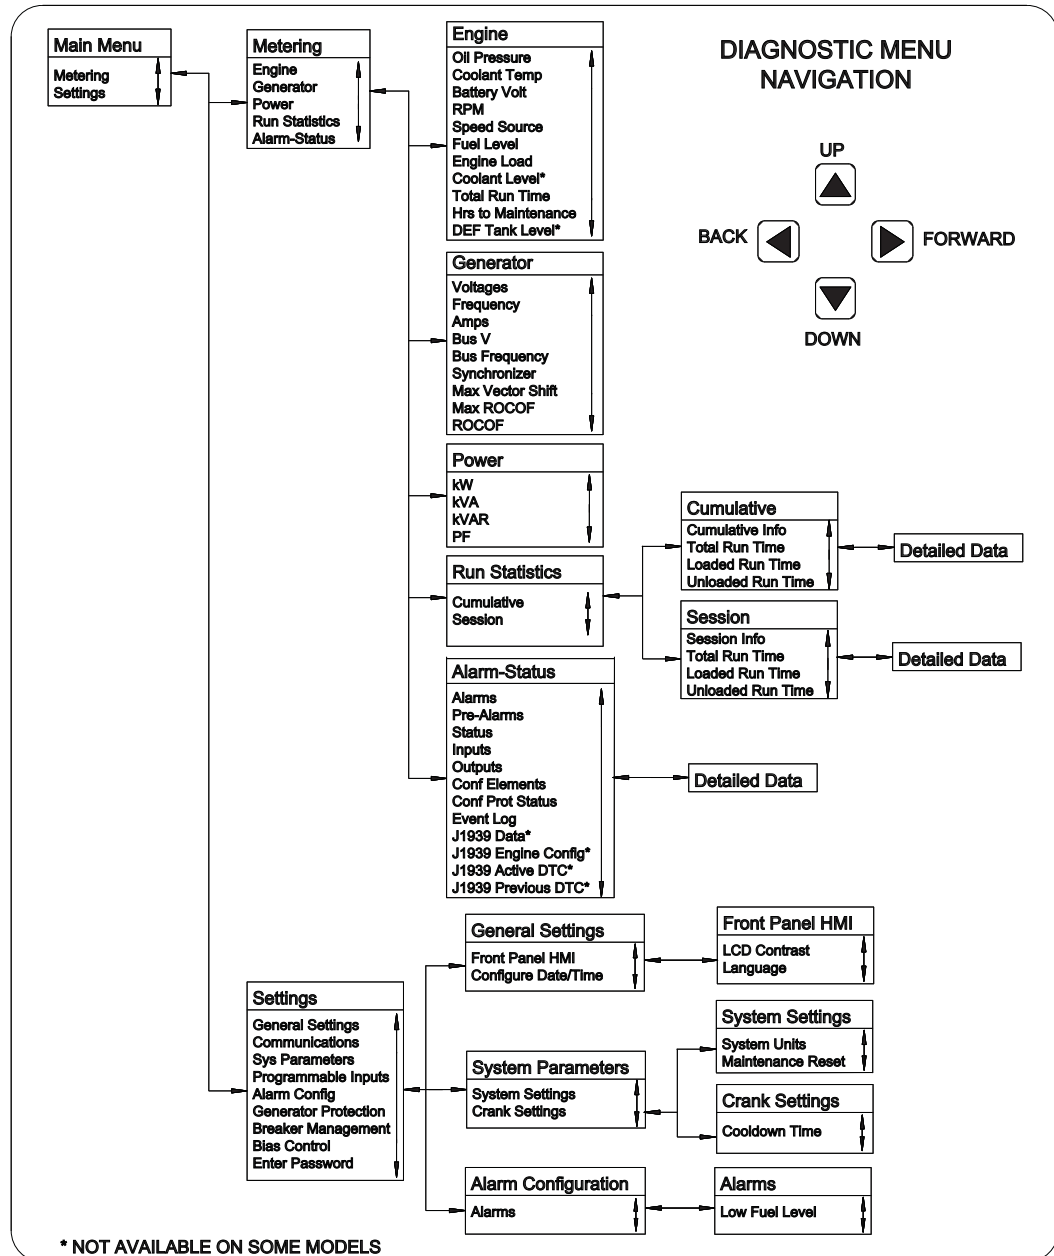 DIAGNOSTIC MENU
NAVIGATION
UP
BACK
FORWARD
DOWN
Main Menu
Metering
Settings
Metering
Engine
Generator
Power
Run Statistics
Alarm-Status
Engine
Oil Pressure
Coolant Temp
Battery Volt
RPM
Speed Source
Fuel Level
Engine Load
Coolant Level*
Total Run Time
Hrs to Maintenance
DEF Tank Level*
Generator
Voltages
Frequency
Amps
Bus V
Bus Frequency
Synchronizer
Max Vector Shift
Max ROCOF
ROCOF
Power
kW
kVA
kVAR
PF
Run Statistics
Cumulative
Session
Cumulative
Cumulative Info
Total Run Time
Loaded Run Time
Unloaded Run Time
Detailed Data
Session
Session Info
Total Run Time
Loaded Run Time
Unloaded Run Time
Detailed Data
Alarm-Status
Alarms
Pre-Alarms
Status
Inputs
Outputs
Conf Elements
Conf Prot Status
Event Log
J1939 Data*
J1939 Engine Config*
J1939 Active DTC*
J1939 Previous DTC*
Detailed Data
Settings
General Settings
Communications
Sys Parameters
Programmable Inputs
Alarm Config
Generator Protection
Breaker Management
Bias Control
Enter Password
General Settings
Front Panel HMI
Configure Date/Time
Front Panel HMI
LCD Contrast
Language
System Parameters
System Settings
Crank Settings
System Settings
System Units
Maintenance Reset
Crank Settings
Cooldown Time
Alarm Configuration
Alarms
Alarms
Low Fuel Level
* NOT AVAILABLE ON SOME MODELS